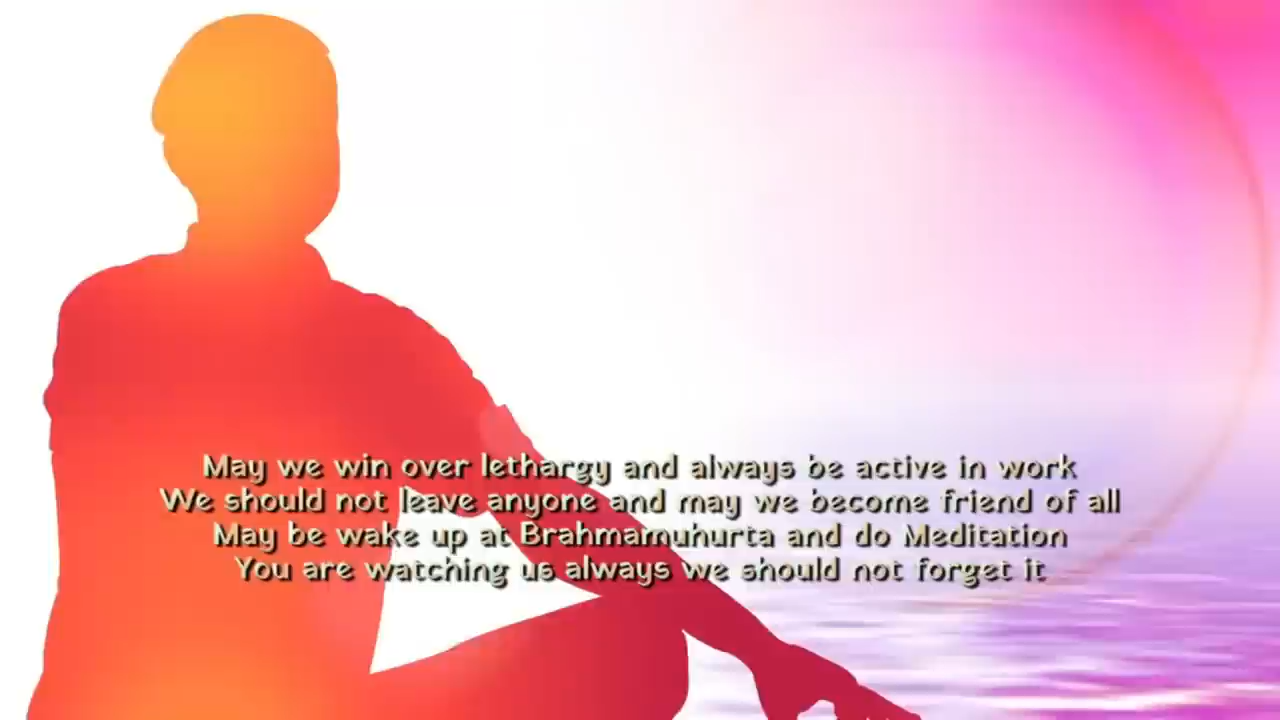 May we win over lethargy and always be active in work
We should not leave anyone and may we become friend of all
May be wake up at Brahmamuhurta and do Meditation
You are watching us always we should not forget it